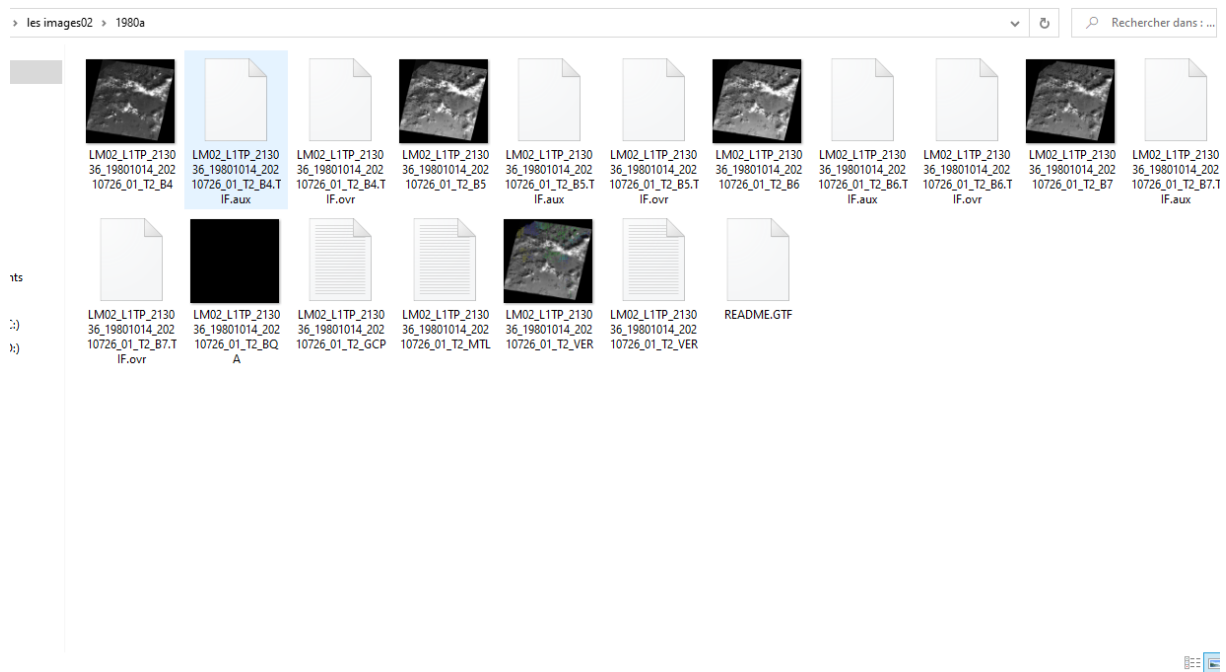 › les images02 › 1980a
Rechercher dans : ...
LM02_L1TP_2130
36_19801014_202
10726_01_T2_B4
LM02_L1TP_2130
36_19801014_202
10726_01_T2_B4.T
IF.aux
LM02_L1TP_2130
36_19801014_202
10726_01_T2_B4.T
IF.ovr
LM02_L1TP_2130
36_19801014_202
10726_01_T2_B5
LM02_L1TP_2130
36_19801014_202
10726_01_T2_B5.T
IF.aux
LM02_L1TP_2130
36_19801014_202
10726_01_T2_B5.T
IF.ovr
LM02_L1TP_2130
36_19801014_202
10726_01_T2_B6
LM02_L1TP_2130
36_19801014_202
10726_01_T2_B6.T
IF.aux
LM02_L1TP_2130
36_19801014_202
10726_01_T2_B6.T
IF.ovr
LM02_L1TP_2130
36_19801014_202
10726_01_T2_B7
LM02_L1TP_2130
36_19801014_202
10726_01_T2_B7.T
IF.aux
LM02_L1TP_2130
36_19801014_202
10726_01_T2_B7.T
IF.ovr
LM02_L1TP_2130
36_19801014_202
10726_01_T2_BQ
A
LM02_L1TP_2130
36_19801014_202
10726_01_T2_GCP
LM02_L1TP_2130
36_19801014_202
10726_01_T2_MTL
LM02_L1TP_2130
36_19801014_202
10726_01_T2_VER
LM02_L1TP_2130
36_19801014_202
10726_01_T2_VER
README.GTF
nts
:)
:)